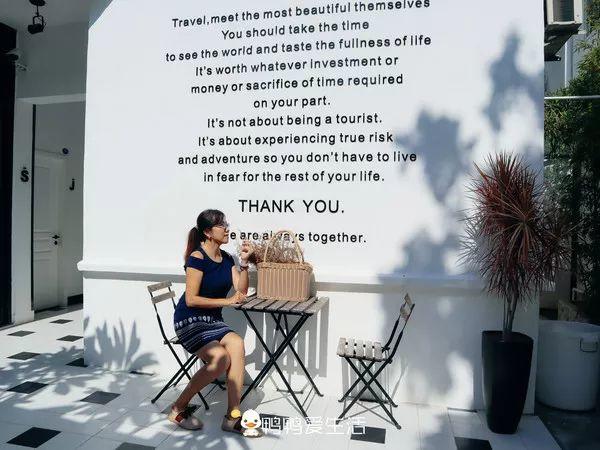 Travel,meet the most beautiful themselves
You should take the time
to see the world and taste the fullness of life
It's worth whatever investment or
money or sacrifice of time required
on your part.
It's not about being a tourist.
It's about experiencing true risk
and adventure so you don't have to live
in fear for the rest of your life.
THANK YOU.
are always together.
S J
鸭鸭爱生活